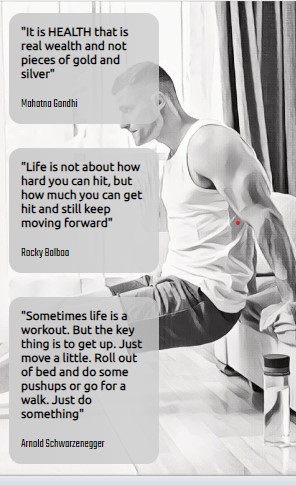 "It is HEALTH that is
real wealth and not
pieces of gold and
silver"
Mahatna Gandhi
"Life is not about how
hard you can hit, but
how much you can get
hit and still keep
moving forward"
Rocky Balboa
"Sometimes life is a
workout. But the key
thing is to get up. Just
move a little. Roll out
of bed and do some
pushups or go for a
walk. Just do
something"
Arnold Schwarzenegger